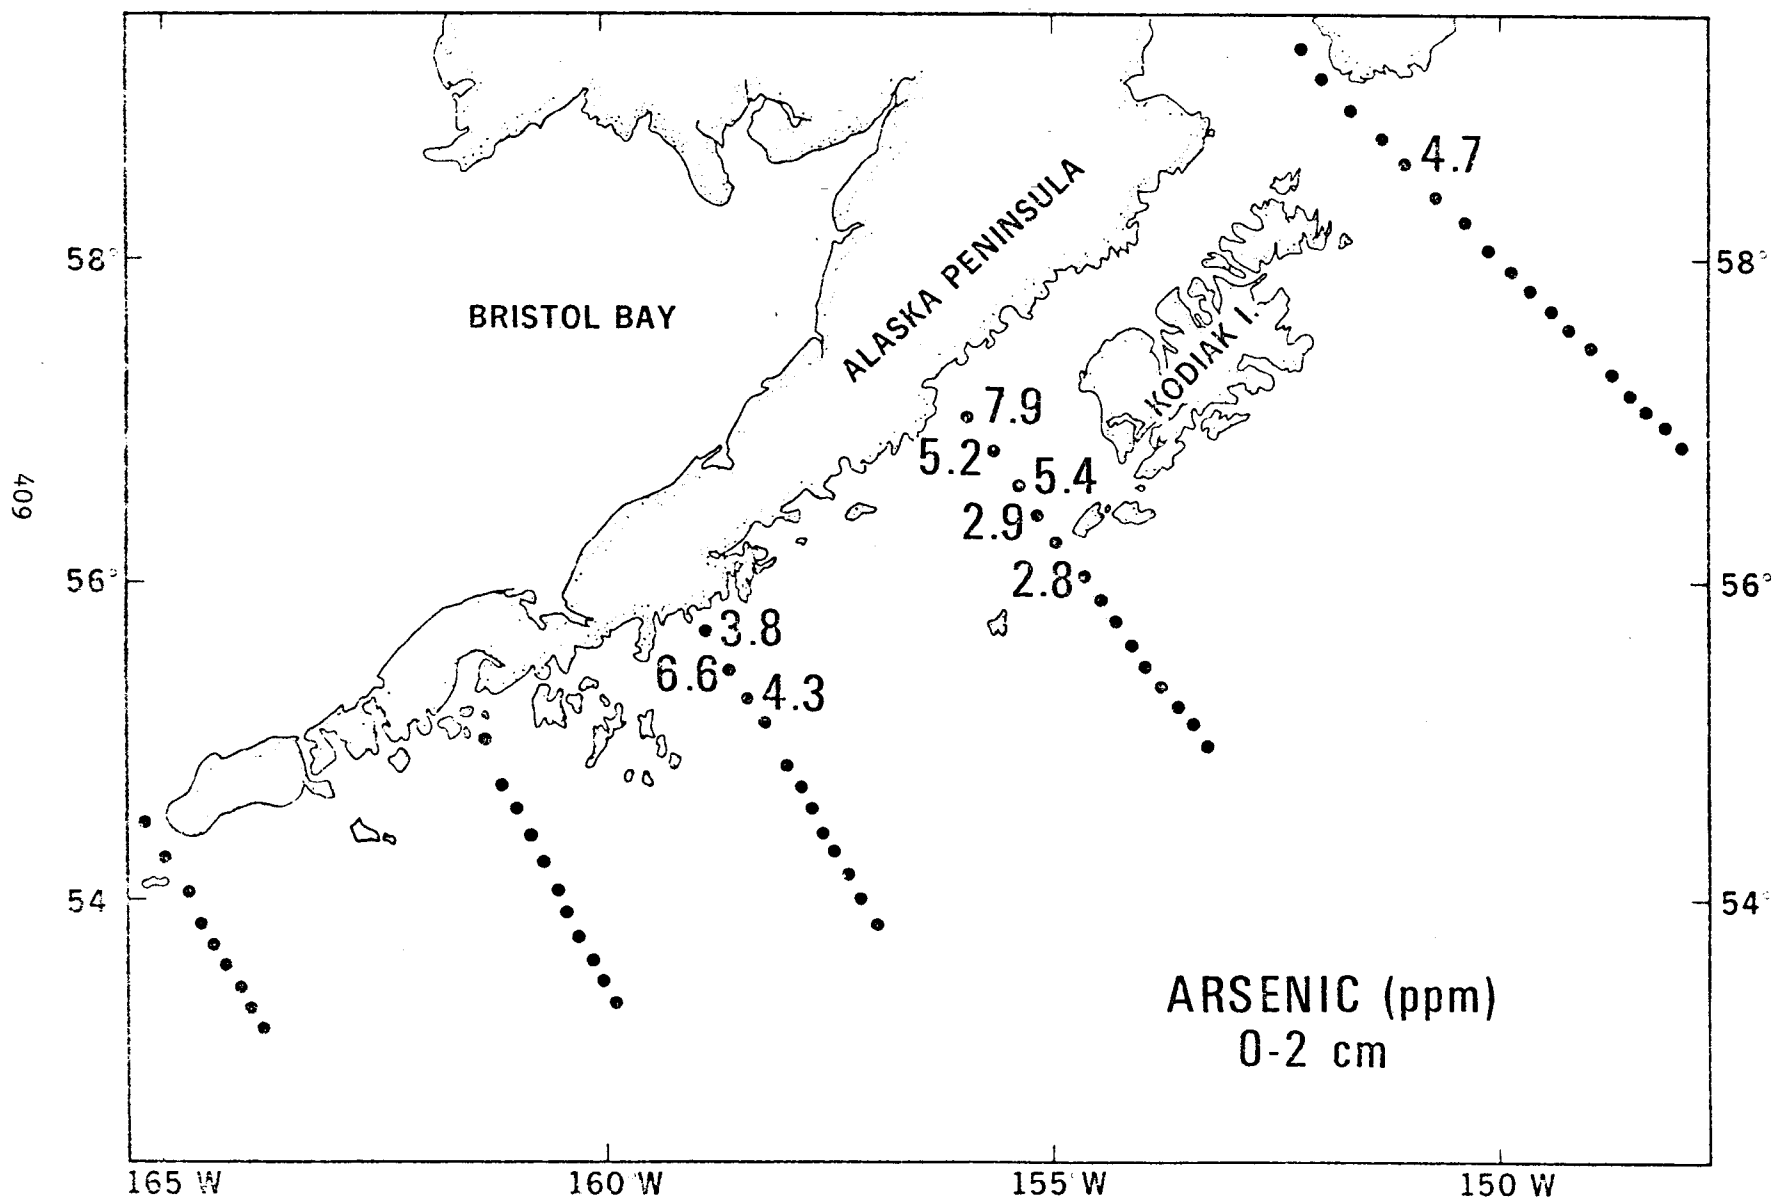 4.7
58°
58°
ALASKA PENINSULA
BRISTOL BAY
KODIAK I.
7.9
5.2
5.4
409
2.9
56°
56°
2.8
3.8
6.6
4.3
54
54°
ARSENIC (ppm)
0-2 cm
165 W
160 W
155 W
150 W